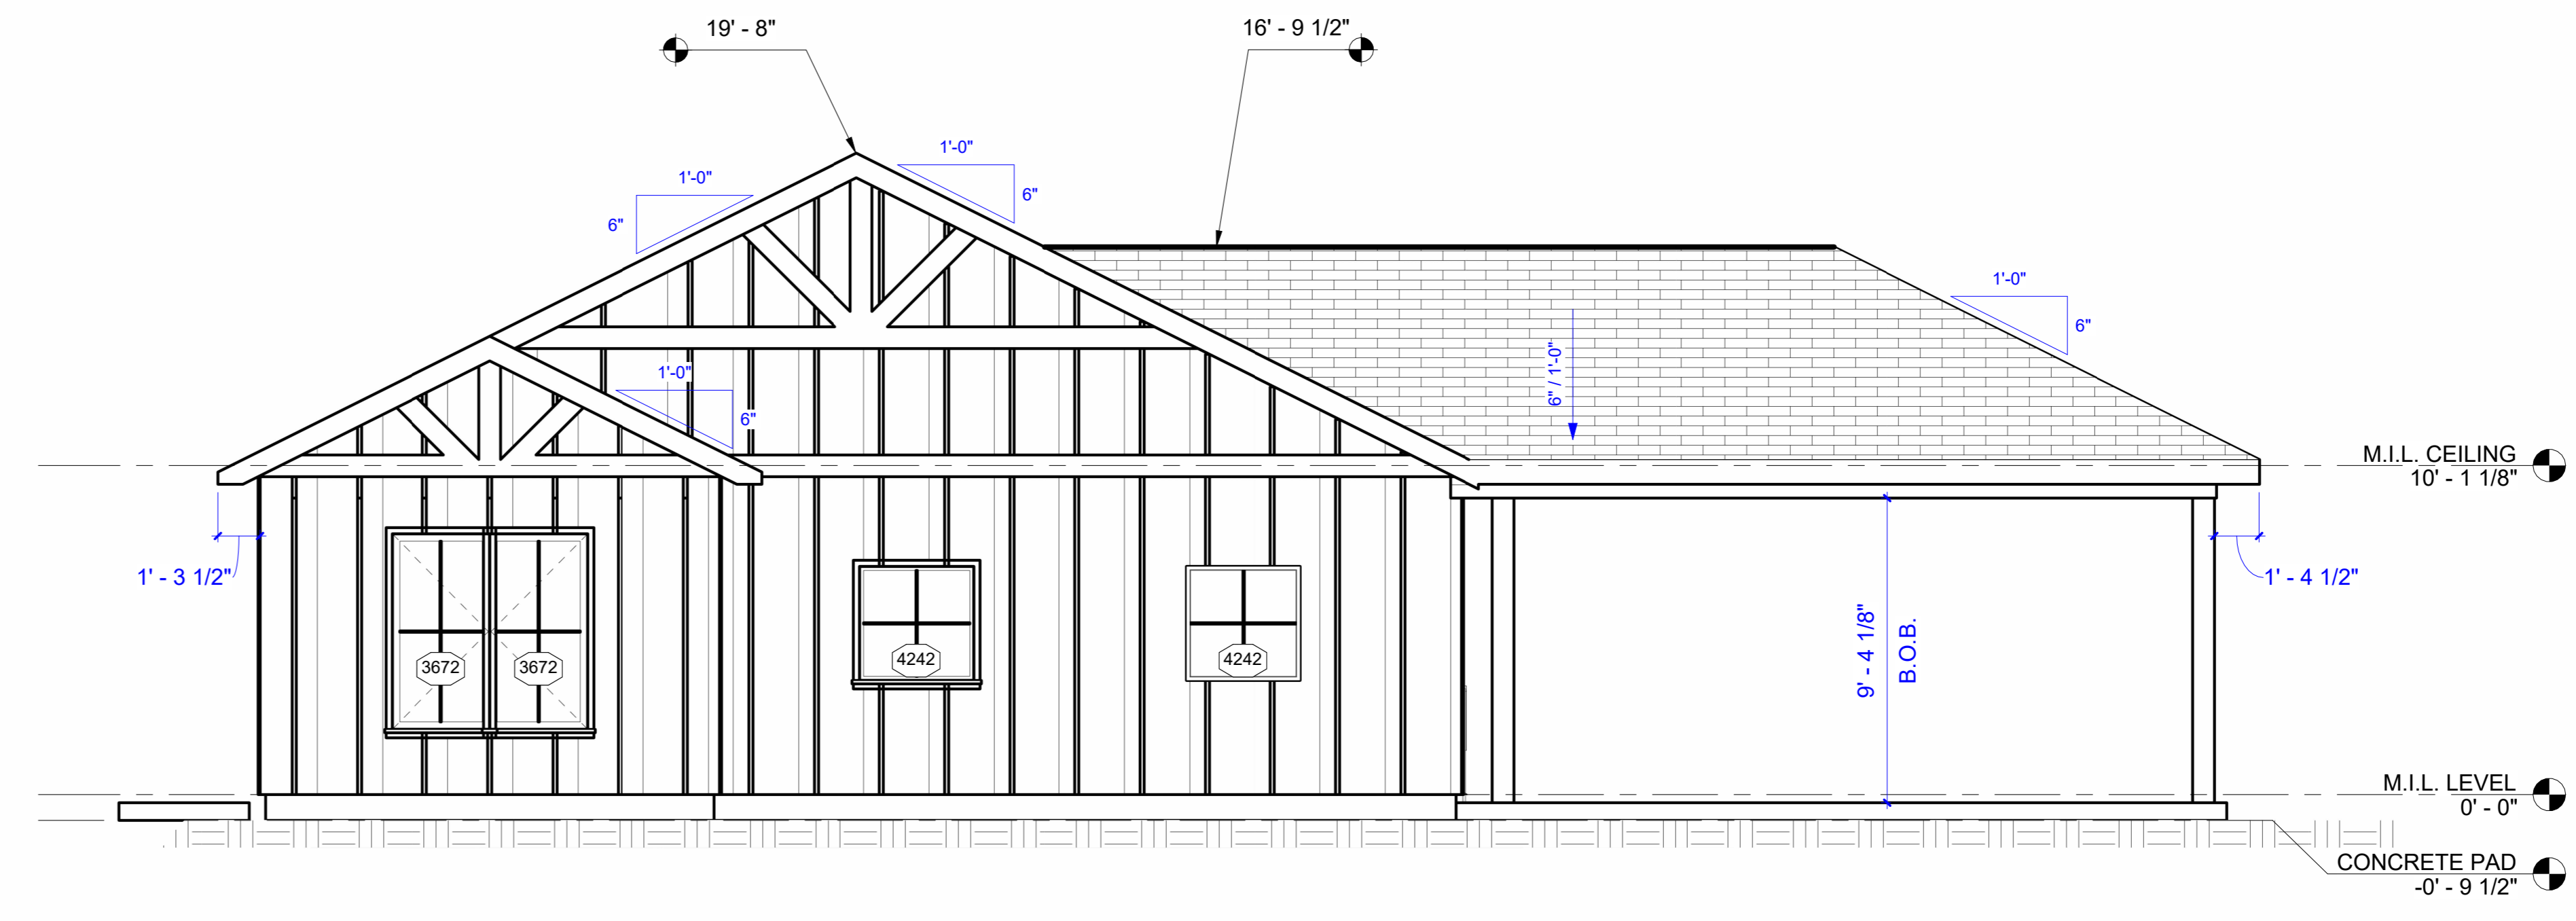 19' - 8"
16' - 9 1/2"
1'-0"
6"
1'-0"
6"
1'-0"
6"
1'-0"
6"
6" / 1'-0"
M.I.L. CEILING
10' - 1 1/8"
1' - 3 1/2"
1' - 4 1/2"
3672
3672
4242
4242
9' - 4 1/8"
B.O.B.
M.I.L. LEVEL
0' - 0"
CONCRETE PAD
-0' - 9 1/2"